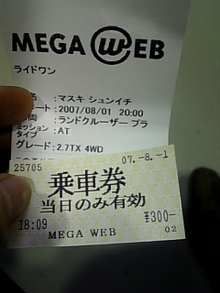 MEGA WEB
ライドワン
：マスキ シュンイチ
ート：2007/08/01 20:00
：ランドクルーザー プラ
ミッション：AT
タイプ
グレード：2.7TX 4WD
25705 07.-8.-1
乗車券
当日のみ有効
18:09 ¥300-
MEGA WEB 02